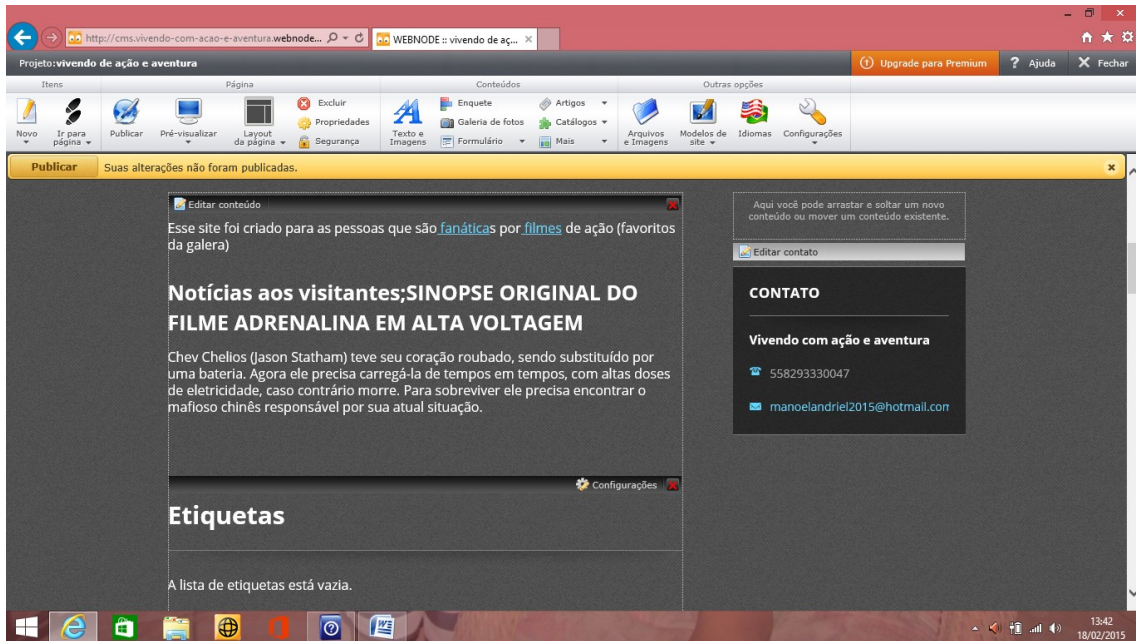 http://cms.vivendo-com-acao-e-aventura.webnode...
WEBNODE :: vivendo de aç...
Projeto:vivendo de ação e aventura
Upgrade para Premium
? Ajuda
X Fechar
Itens
Página
Conteúdos
Outras opções
Novo
Ir para página
Publicar
Pré-visualizar
Layout da página
Excluir
Propriedades
Segurança
Texto e Imagens
Enquete
Galeria de fotos
Formulário
Artigos
Catálogos
Mais
Arquivos e Imagens
Modelos de site
Idiomas
Configurações
Publicar
Suas alterações não foram publicadas.
Editar conteúdo
Esse site foi criado para as pessoas que são fanáticas por filmes de ação (favoritos
da galera)
Notícias aos visitantes;SINOPSE ORIGINAL DO
FILME ADRENALINA EM ALTA VOLTAGEM
Chev Chelios (Jason Statham) teve seu coração roubado, sendo substituído por
uma bateria. Agora ele precisa carregá-la de tempos em tempos, com altas doses
de eletricidade, caso contrário morre. Para sobreviver ele precisa encontrar o
mafioso chinês responsável por sua atual situação.
Configurações
Etiquetas
A lista de etiquetas está vazia.
Aqui você pode arrastar e soltar um novo
conteúdo ou mover um conteúdo existente.
Editar contato
CONTATO
Vivendo com ação e aventura
558293330047
manoelandriel2015@hotmail.com
13:42
18/02/2015